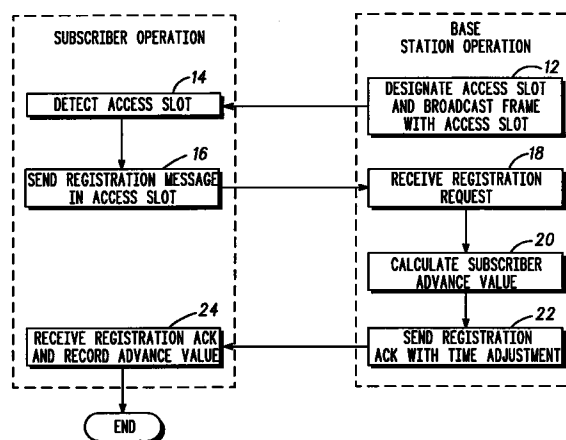 SUBSCRIBER OPERATION
14
DETECT ACCESS SLOT
16
SEND REGISTRATION MESSAGE
IN ACCESS SLOT
24
RECEIVE REGISTRATION ACK
AND RECORD ADVANCE VALUE
END
BASE
STATION OPERATION
12
DESIGNATE ACCESS SLOT
AND BROADCAST FRAME
WITH ACCESS SLOT
18
RECEIVE REGISTRATION
REQUEST
20
CALCULATE SUBSCRIBER
ADVANCE VALUE
22
SEND REGISTRATION
ACK WITH TIME ADJUSTMENT